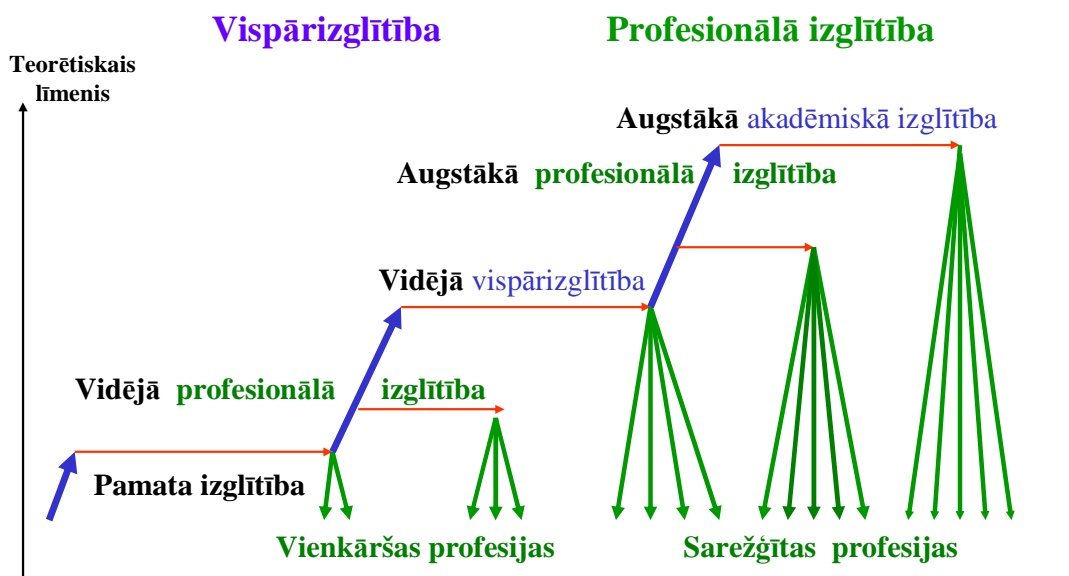 Vispārizglītība
Profesionālā izglītība
Teorētiskais
līmenis
Augstākā akadēmiskā izglītība
Augstākā profesionālā izglītība
Vidējā vispārizglītība
Vidējā profesionālā izglītība
Pamata izglītība
Vienkāršas profesijas
Sarežģītas profesijas